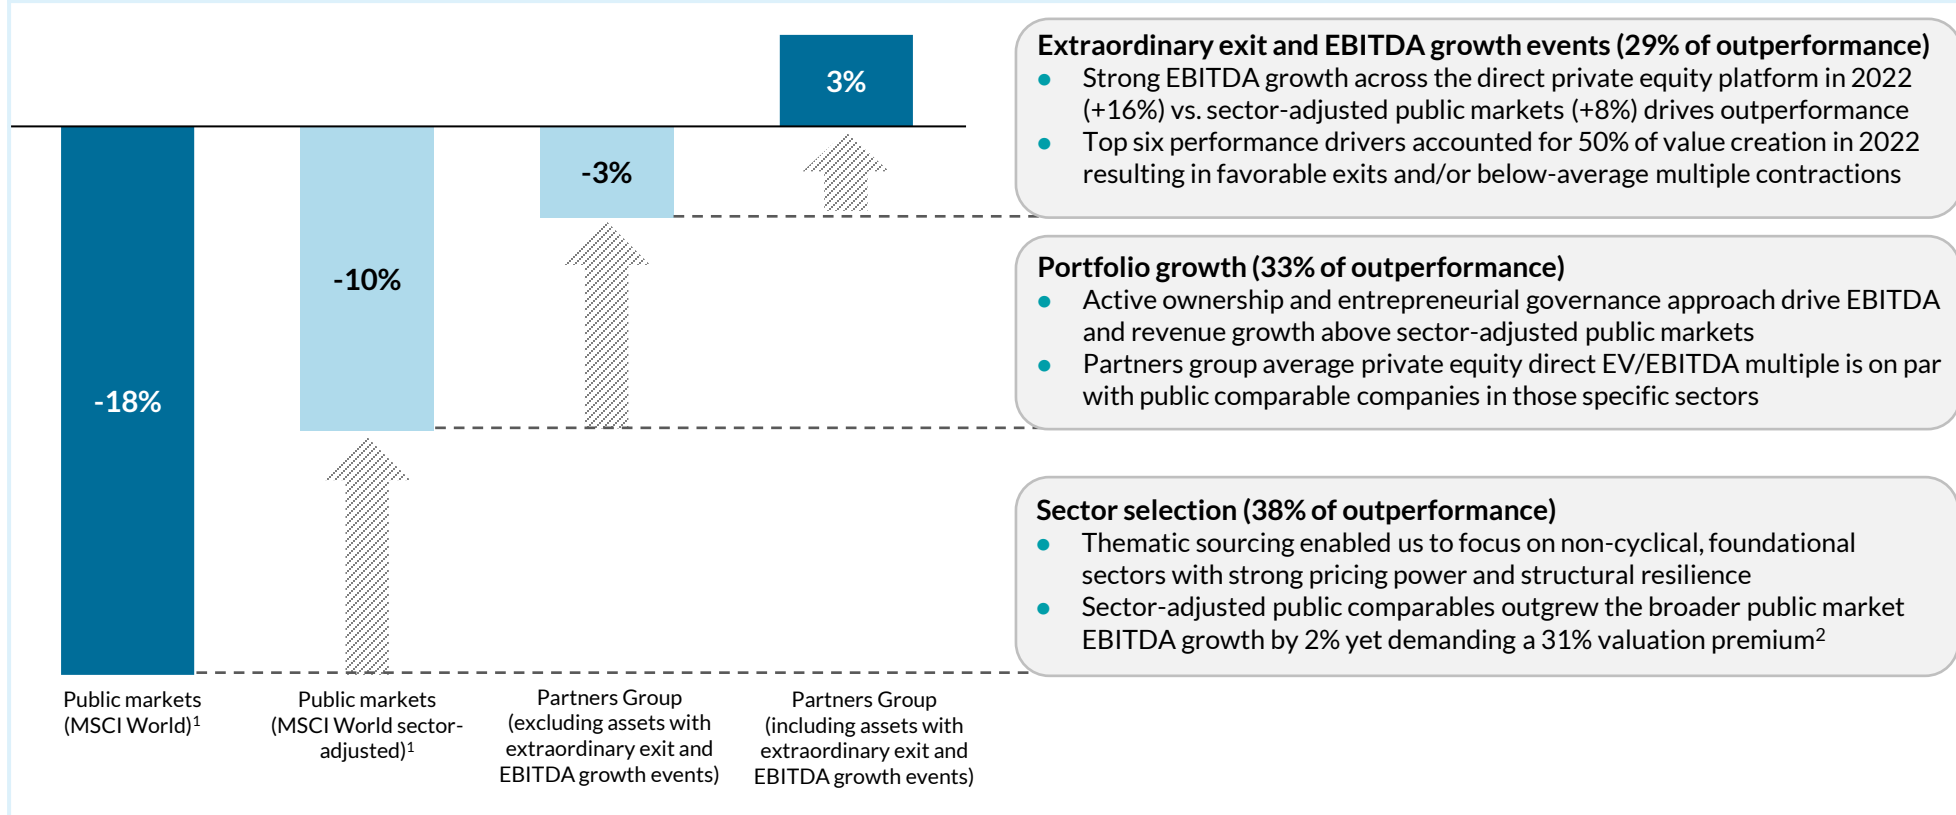 3%
-3%
-10%
-18%
Public markets
(MSCI World)1
Public markets
(MSCI World sector-
adjusted)1
Partners Group
(excluding assets with
extraordinary exit and
EBITDA growth events)
Partners Group
(including assets with
extraordinary exit and
EBITDA growth events)
Extraordinary exit and EBITDA growth events (29% of outperformance)
● Strong EBITDA growth across the direct private equity platform in 2022
(+16%) vs. sector-adjusted public markets (+8%) drives outperformance
● Top six performance drivers accounted for 50% of value creation in 2022
resulting in favorable exits and/or below-average multiple contractions
Portfolio growth (33% of outperformance)
● Active ownership and entrepreneurial governance approach drive EBITDA
and revenue growth above sector-adjusted public markets
● Partners group average private equity direct EV/EBITDA multiple is on par
with public comparable companies in those specific sectors
Sector selection (38% of outperformance)
● Thematic sourcing enabled us to focus on non-cyclical, foundational
sectors with strong pricing power and structural resilience
● Sector-adjusted public comparables outgrew the broader public market
EBITDA growth by 2% yet demanding a 31% valuation premium2